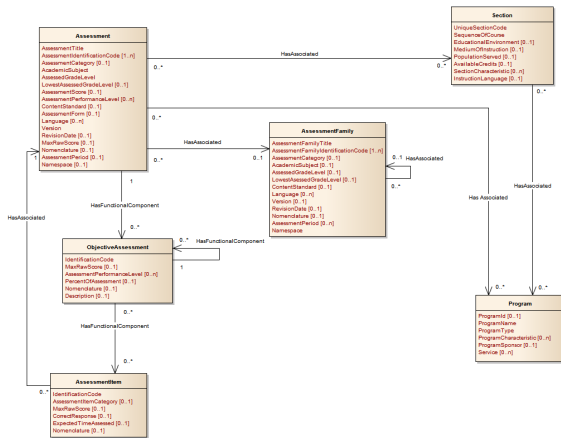 Assessment
AssessmentTitle
AssessmentIdentificationCode [1..n]
AssessmentCategory [0..1]
AcademicSubject
AssessedGradeLevel
LowestAssessedGradeLevel [0..1]
AssessmentScore [0..1]
AssessmentPerformanceLevel [0..n]
ContentStandard [0..1]
AssessmentForm [0..1]
Language [0..n]
Version
RevisionDate [0..1]
MaxRawScore [0..1]
Nomenclature [0..1]
AssessmentPeriod [0..1]
Namespace [0..1]
0..*
HasAssociated
0..*
Section
UniqueSectionCode
SequenceOfCourse
EducationalEnvironment [0..1]
MediumOfInstruction [0..1]
PopulationServed [0..1]
AvailableCredits [0..1]
SectionCharacteristic [0..n]
InstructionLanguage [0..1]
0..*
0..*
HasAssociated
0..*
0..1
AssessmentFamily
AssessmentFamilyTitle
AssessmentFamilyIdentificationCode [1..n]
AssessmentCategory [0..1]
AcademicSubject [0..1]
AssessedGradeLevel [0..1]
LowestAsessedGradeLevel [0..1]
ContentStandard [0..1]
Language [0..n]
Version [0..1]
RevisionDate [0..1]
Nomenclature [0..1]
AssessmentPeriod [0..n]
Namespace
0..1
HasAssociated
0..*
HasAssociated
Has Associated
1
1
HasFunctionalComponent
0..*
HasAssociated
ObjectiveAssessment
IdentificationCode
MaxRawScore [0..1]
AssessmentPerformanceLevel [0..n]
PercentOfAssessment [0..1]
Nomenclature [0..1]
Description [0..1]
0..*
HasFunctionalComponent
1
0..*
0..*
Program
ProgramId [0..1]
ProgramName
ProgramType
ProgramCharacteristic [0..n]
ProgramSponsor [0..1]
Service [0..n]
0..*
HasFunctionalComponent
0..*
0..*
AssessmentItem
IdentificationCode
AssessmentItemCategory [0..1]
MaxRawScore [0..1]
CorrectResponse [0..1]
ExpectedTimeAssessed [0..1]
Nomenclature [0..1]